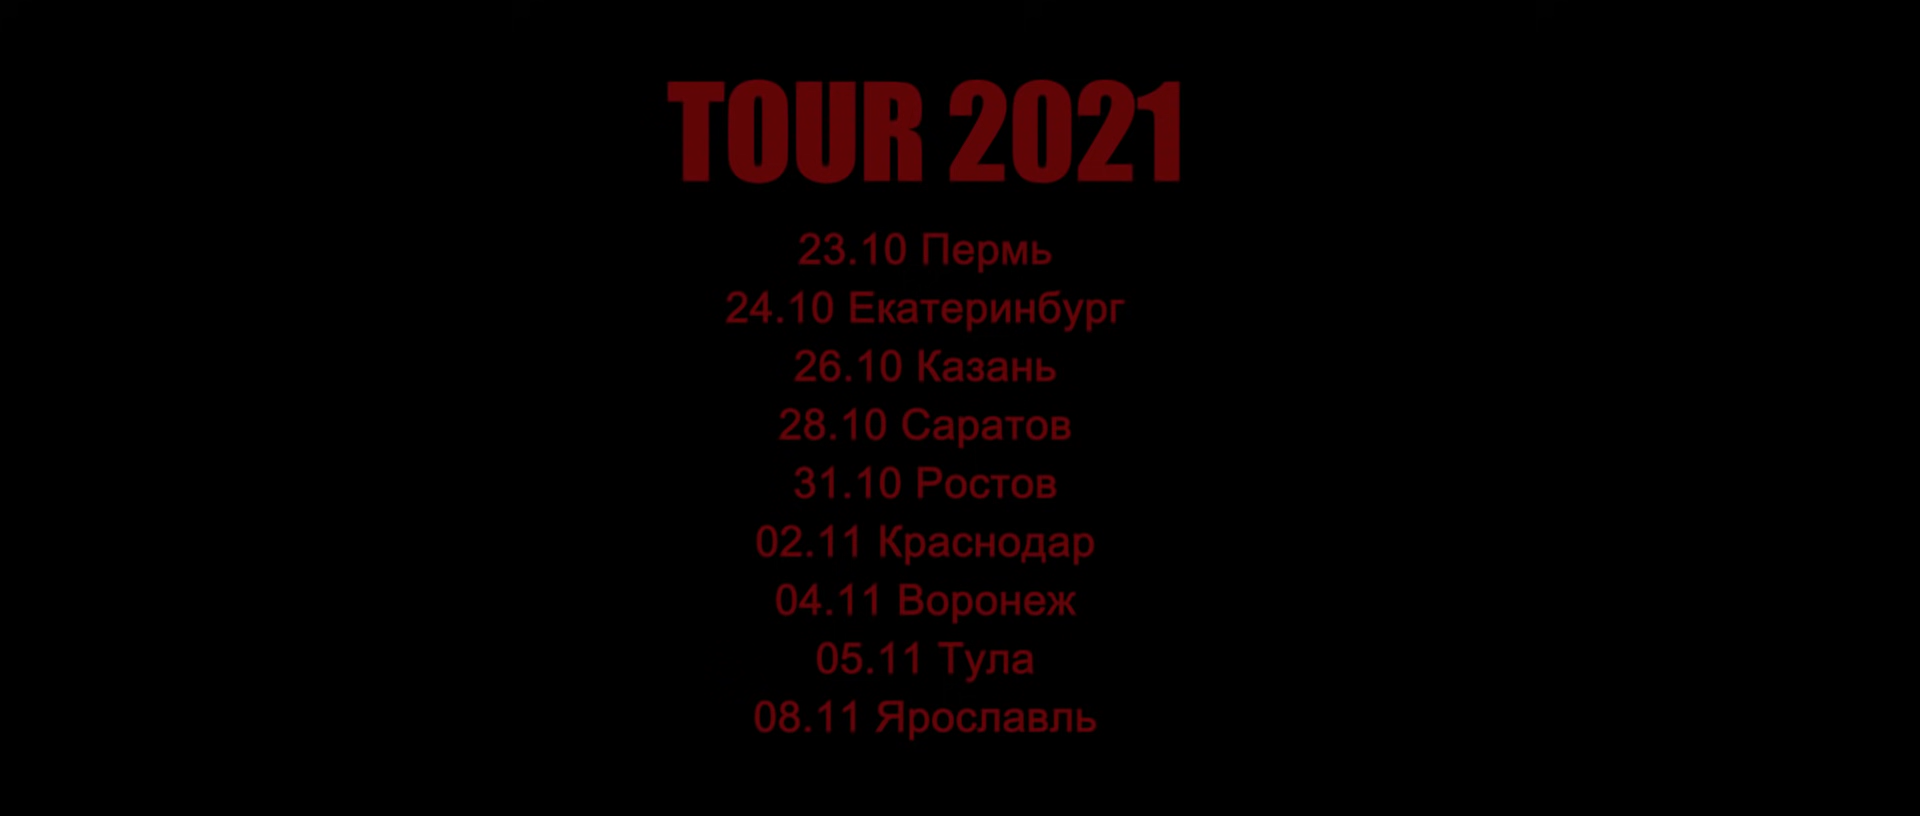 TOUR 2021
23.10 Пермь
24.10 Екатеринбург
26.10 Казань
28.10 Саратов
31.10 Ростов
02.11 Краснодар
04.11 Воронеж
05.11 Тула
08.11 Ярославль